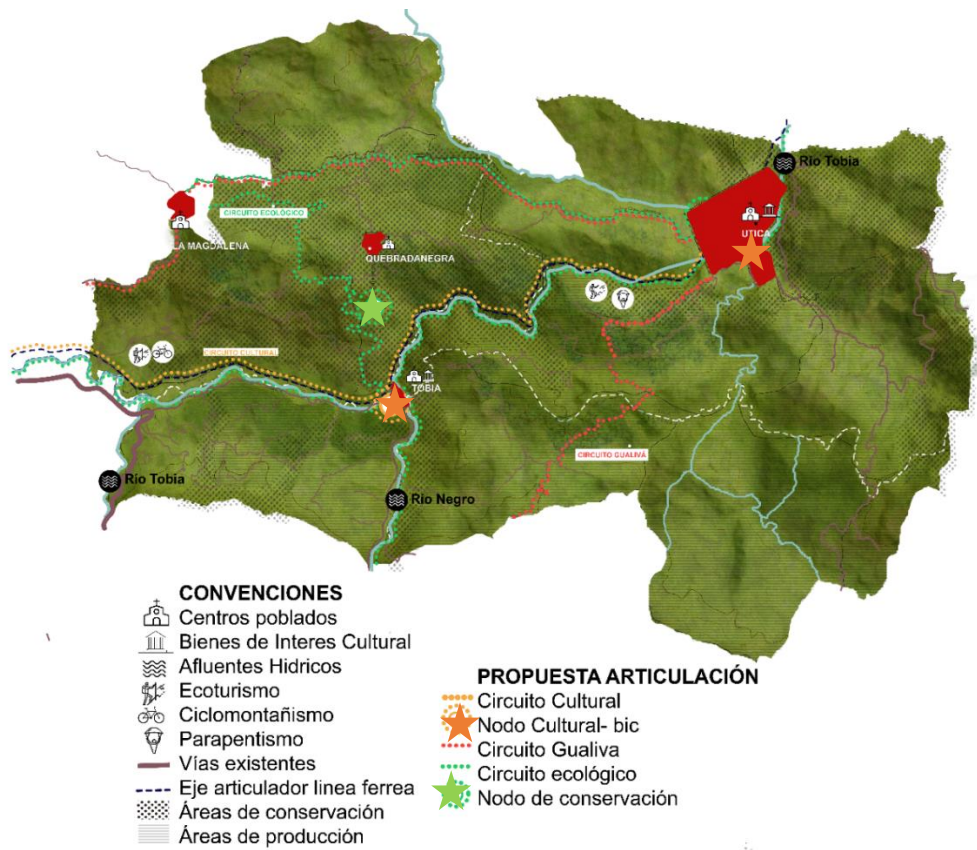 Río Tobia
CIRCUITO ECOLÓGICO
UTICA
LA MAGDALENA
QUEBRADANEGRA
CIRCUITO CULTURAL
TOBIA
CIRCUITO GUALIVÁ
Río Tobia
Río Negro
CONVENCIONES
Centros poblados
Bienes de Interes Cultural
Afluentes Hidricos
Ecoturismo
Ciclomontañismo
Parapentismo
Vías existentes
Eje articulador linea ferrea
Áreas de conservación
Áreas de producción
PROPUESTA ARTICULACIÓN
Circuito Cultural
Nodo Cultural- bic
Circuito Gualiva
Circuito ecológico
Nodo de conservación